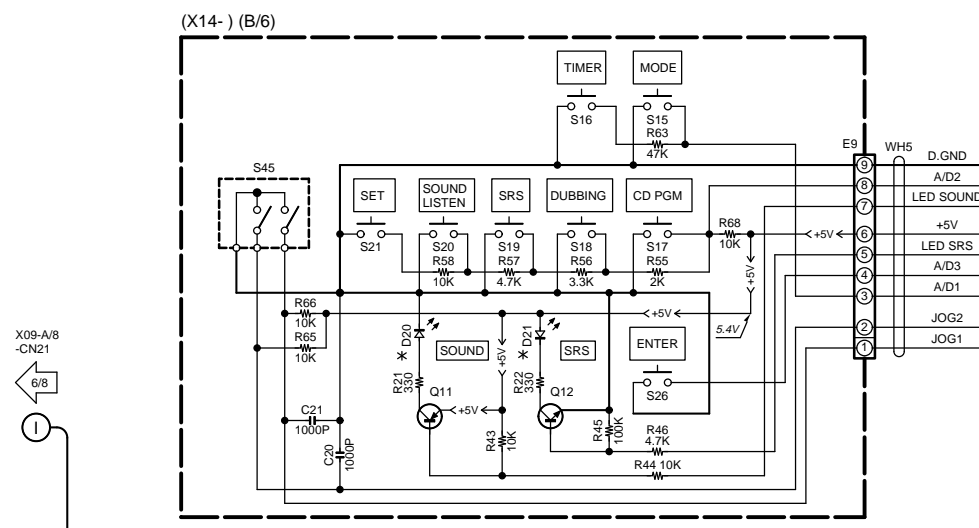 (X14- ) (B/6)
TIMER
MODE
S16
S15
R63
47K
E9
WH5
S45
9
D.GND
8
A/D2
7
LED SOUND
6
+5V
5
LED SRS
4
A/D3
3
A/D1
2
JOG2
1
JOG1
SET
SOUND
LISTEN
SRS
DUBBING
CD PGM
S21
S20
S19
S18
S17
R68
10K
+5V
R58
10K
R57
4.7K
R56
3.3K
R55
2K
+5V
R66
10K
R65
10K
+5V
5.4V
D20
SOUND
+5V
D21
SRS
ENTER
S26
R21
330
Q11
+5V
R22
330
Q12
C21
1000P
C20
1000P
R43
10K
R45
100K
R46
4.7K
R44 10K
X09-A/8
-CN21
6/8
I